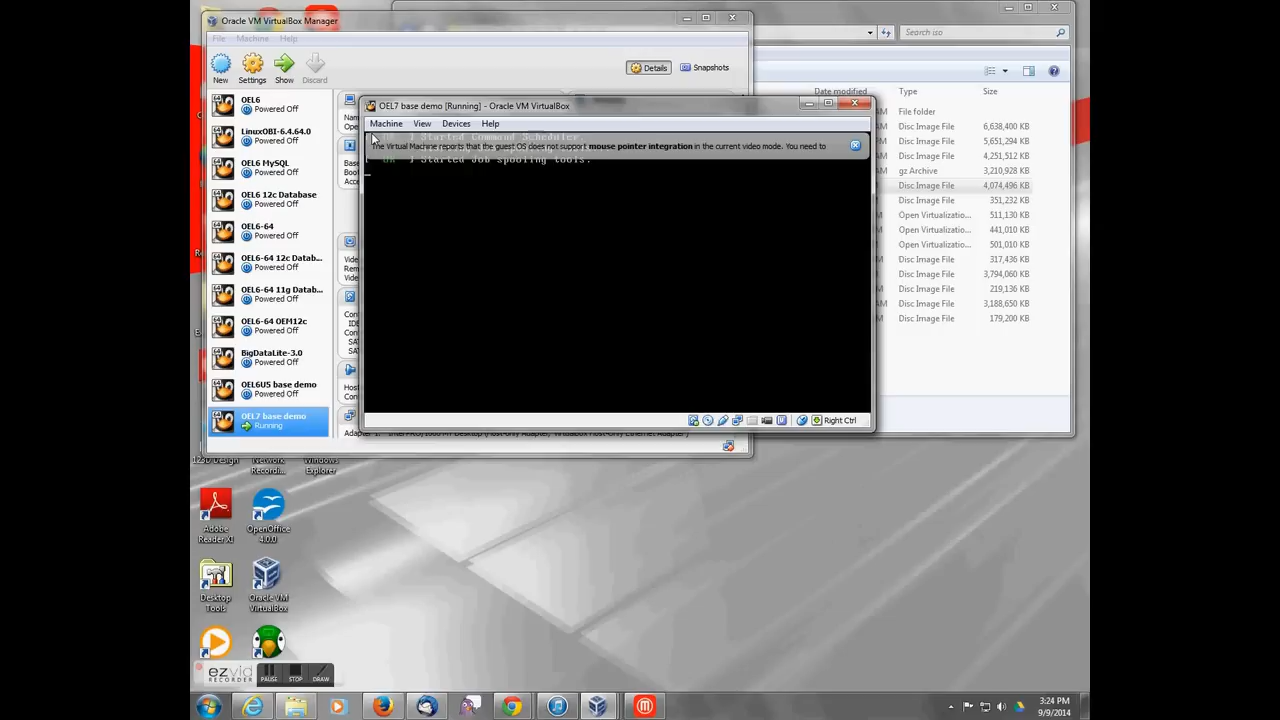 Oracle VM VirtualBox Manager
File Machine Help
New Settings Show Discard
Details Snapshots
Search iso
OEL6
Powered Off
LinuxOBI-6.4.64.0
Powered Off
OEL6 MySQL
Powered Off
OEL6 12c Database
Powered Off
OEL6-64
Powered Off
OEL6-64 12c Datab...
Powered Off
OEL6-64 11g Datab...
Powered Off
OEL6-64 OEM12c
Powered Off
BigDataLite-3.0
Powered Off
OEL6U5 base demo
Powered Off
OEL7 base demo
Running
OEL7 base demo [Running] - Oracle VM VirtualBox
Machine View Devices Help
] Started Command Scheduler.
The Virtual Machine reports that the guest OS does not support mouse pointer integration in the current video mode. You need to
] Started Job spooling tools.
Right Ctrl
Date modified Type Size
File folder
Disc Image File 6,638,400 KB
Disc Image File 5,401,512 KB
Disc Image File 4,251,512 KB
gz Archive 3,210,928 KB
Disc Image File 4,074,496 KB
Disc Image File 351,232 KB
Open Virtualizatio... 511,130 KB
Open Virtualizatio... 441,010 KB
Open Virtualizatio... 501,010 KB
Disc Image File 317,436 KB
Disc Image File 3,794,060 KB
Disc Image File 219,136 KB
Disc Image File 3,188,650 KB
Disc Image File 179,200 KB
Network Recordi...
Windows Explorer
Adobe Reader XI
OpenOffice 4.0.0
Desktop Tools
Oracle VM VirtualBox
ezvid
RECORDER
PAUSE STOP DRAW
3:24 PM
9/9/2014